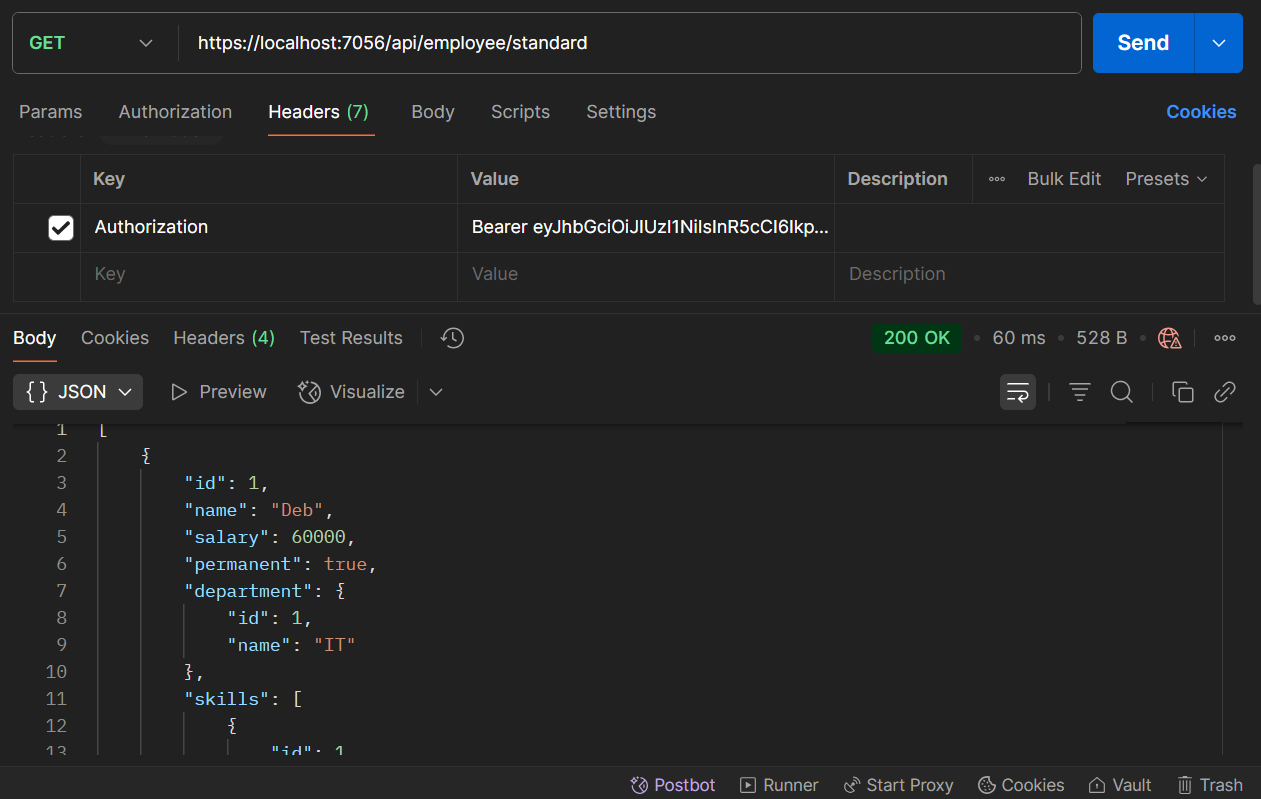 GET https://localhost:7056/api/employee/standard Send
Params Authorization Headers (7) Body Scripts Settings Cookies
Key Value Description Bulk Edit Presets
Authorization Bearer eyJhbGciOiJIUzI1NiIsInR5cCI6Ikp...
Key Value Description
Body Cookies Headers (4) Test Results 200 OK • 60 ms • 528 B •
{} JSON Preview Visualize
1 [
2 {
3 "id": 1,
4 "name": "Deb",
5 "salary": 60000,
6 "permanent": true,
7 "department": {
8 "id": 1,
9 "name": "IT"
10 },
11 "skills": [
12 {
13 "id": 1
Postbot Runner Start Proxy Cookies Vault Trash